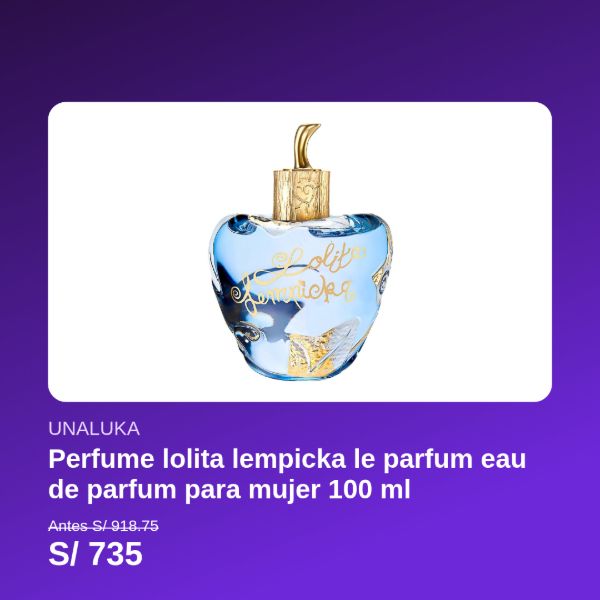 Lolita
Lempicka
UNALUKA
Perfume lolita lempicka le parfum eau
de parfum para mujer 100 ml
Antes S/ 918.75
S/ 735